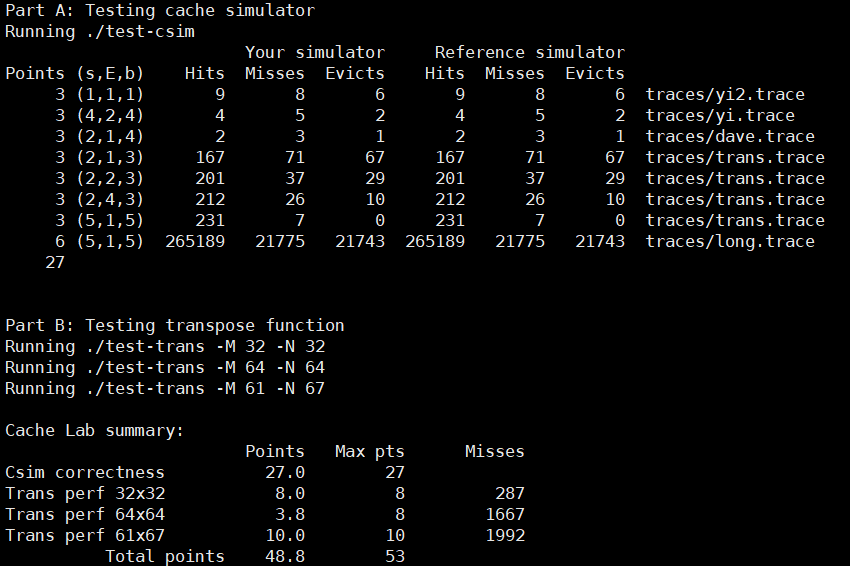 Part A: Testing cache simulator
Running ./test-csim
                        Your simulator     Reference simulator
Points (s,E,b)    Hits  Misses  Evicts    Hits  Misses  Evicts
     3 (1,1,1)       9       8       6       9       8       6  traces/yi2.trace
     3 (4,2,4)       4       5       2       4       5       2  traces/yi.trace
     3 (2,1,4)       2       3       1       2       3       1  traces/dave.trace
     3 (2,1,3)     167      71      67     167      71      67  traces/trans.trace
     3 (2,2,3)     201      37      29     201      37      29  traces/trans.trace
     3 (2,4,3)     212      26      10     212      26      10  traces/trans.trace
     3 (5,1,5)     231       7       0     231       7       0  traces/trans.trace
     6 (5,1,5)  265189   21775   21743  265189   21775   21743  traces/long.trace
    27

Part B: Testing transpose function
Running ./test-trans -M 32 -N 32
Running ./test-trans -M 64 -N 64
Running ./test-trans -M 61 -N 67

Cache Lab summary:
                        Points   Max pts      Misses
Csim correctness          27.0        27
Trans perf 32x32           8.0         8         287
Trans perf 64x64           3.8         8        1667
Trans perf 61x67          10.0        10        1992
          Total points    48.8        53